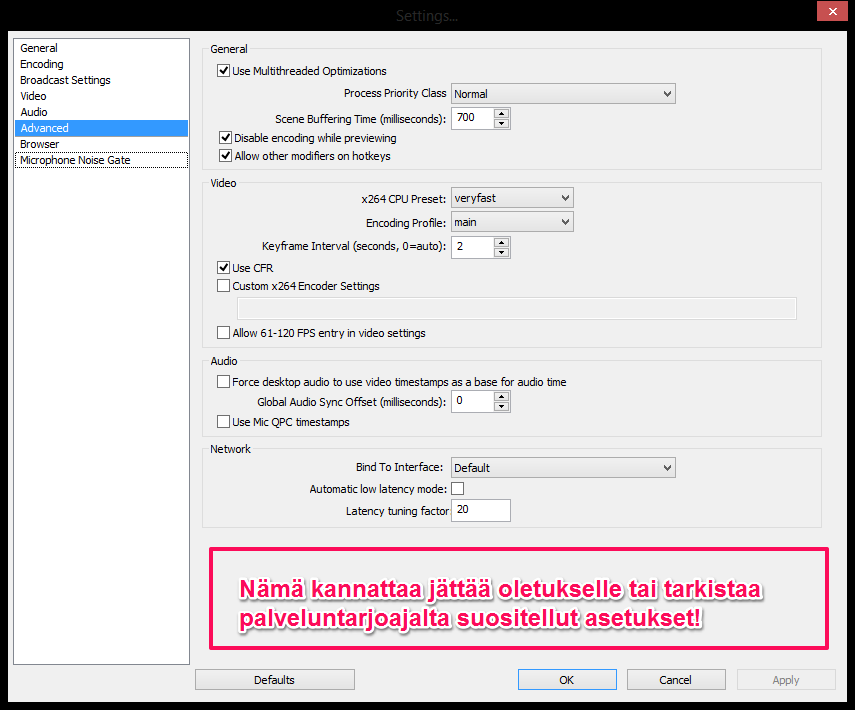 Settings...
General
Encoding
Broadcast Settings
Video
Audio
Advanced
Browser
Microphone Noise Gate
General
Use Multithreaded Optimizations
Process Priority Class Normal
Scene Buffering Time (milliseconds): 700
Disable encoding while previewing
Allow other modifiers on hotkeys
Video
x264 CPU Preset: veryfast
Encoding Profile: main
Keyframe Interval (seconds, 0=auto): 2
Use CFR
Custom x264 Encoder Settings
Allow 61-120 FPS entry in video settings
Audio
Force desktop audio to use video timestamps as a base for audio time
Global Audio Sync Offset (milliseconds): 0
Use Mic QPC timestamps
Network
Bind To Interface: Default
Automatic low latency mode:
Latency tuning factor 20
Nämä kannattaa jättää oletukselle tai tarkistaa
palveluntarjoajalta suositellut asetukset!
Defaults OK Cancel Apply